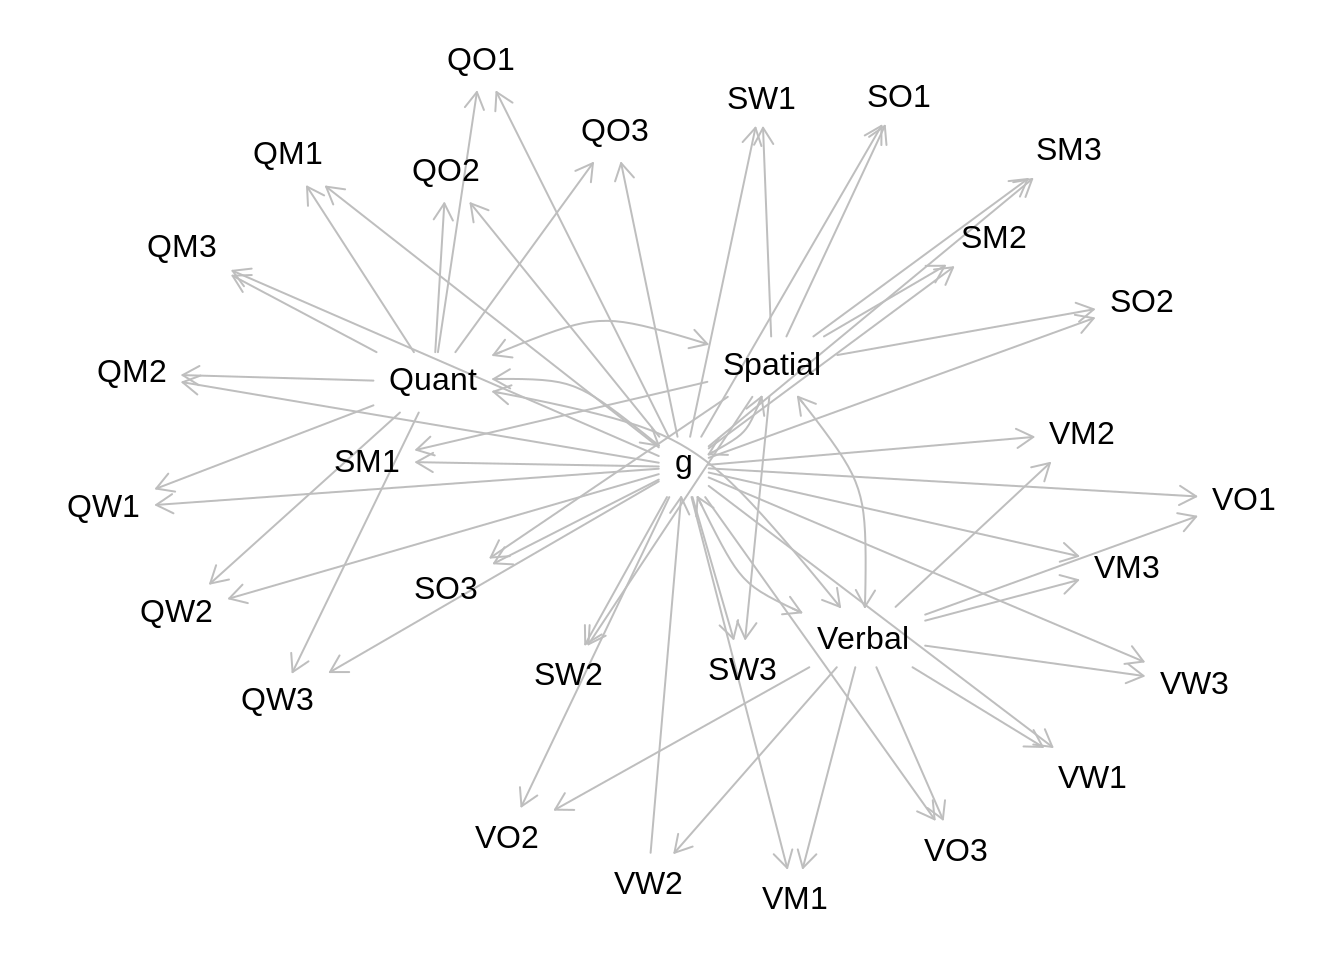 QO1
SW1
SO1
QO3
QM1
SM3
QO2
SM2
QM3
SO2
Spatial
QM2
Quant
VM2
SM1
g
VO1
QW1
VM3
SO3
QW2
Verbal
SW2
SW3
VW3
QW3
VW1
VO2
VO3
VW2
VM1